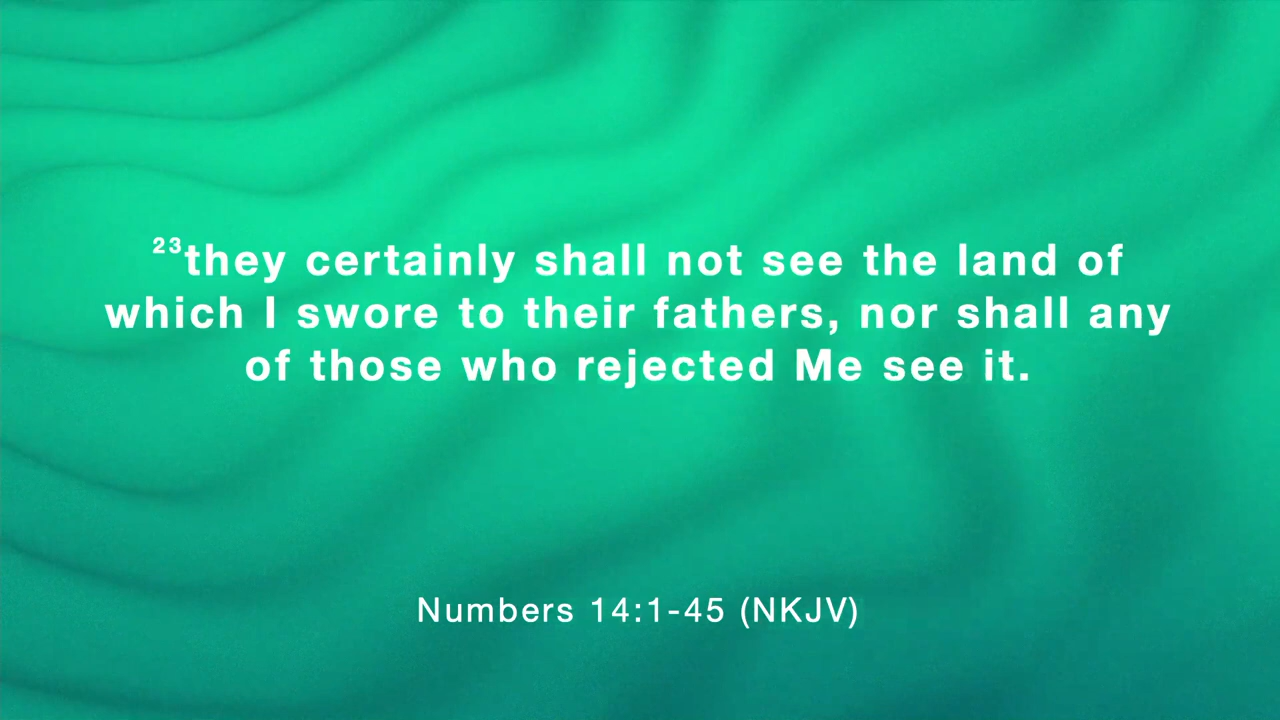 23they certainly shall not see the land of
which I swore to their fathers, nor shall any
of those who rejected Me see it.
Numbers 14:1-45 (NKJV)